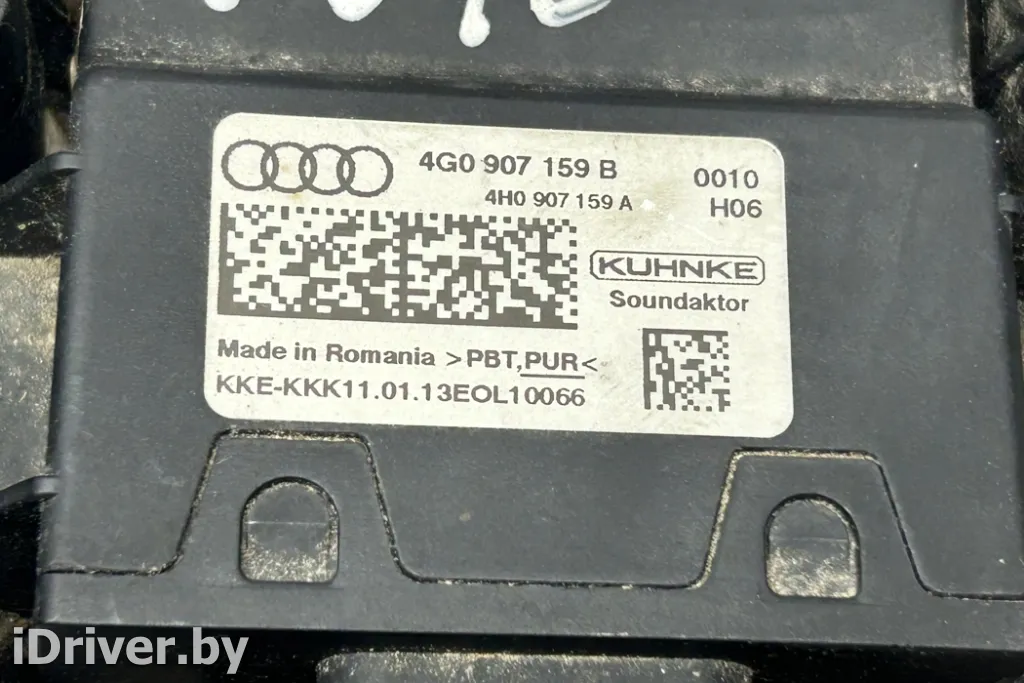 4G0 907 159 B
0010
4H0 907 159 A
H06
KUHNKE
Soundaktor
Made in Romania >PBT,PUR<
KKE-KKK11.01.13EOL10066
iDriver.by